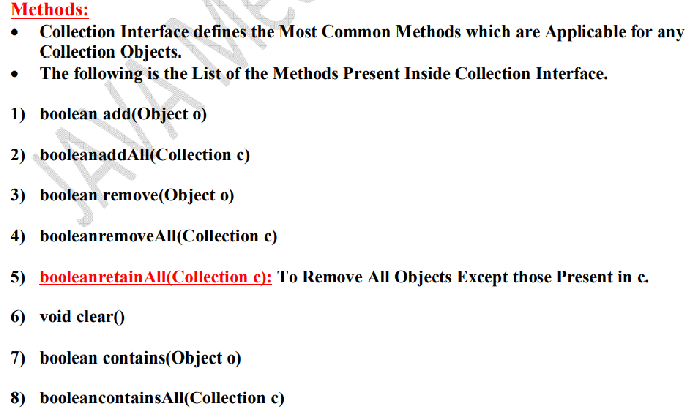 Methods:
• Collection Interface defines the Most Common Methods which are Applicable for any
Collection Objects.
• The following is the List of the Methods Present Inside Collection Interface.
1) boolean add(Object o)
2) booleanaddAll(Collection c)
3) boolean remove(Object o)
4) booleanremoveAll(Collection c)
5) booleanretainAll(Collection c): To Remove All Objects Except those Present in c.
6) void clear()
7) boolean contains(Object o)
8) booleancontainsAll(Collection c)
JAVA